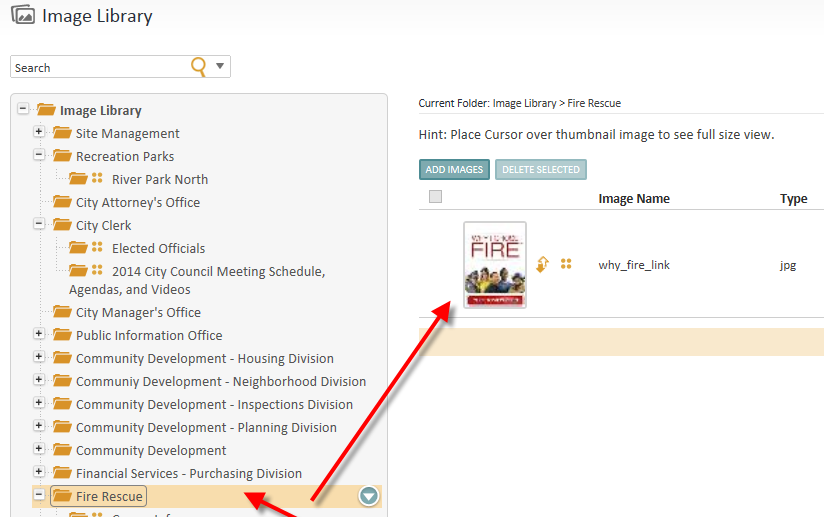 Image Library
Search
Image Library
Site Management
Recreation Parks
River Park North
City Attorney's Office
City Clerk
Elected Officials
2014 City Council Meeting Schedule,
Agendas, and Videos
City Manager's Office
Public Information Office
Community Development - Housing Division
Communiy Development - Neighborhood Division
Community Development - Inspections Division
Community Development - Planning Division
Community Development
Financial Services - Purchasing Division
Fire Rescue
Current Folder: Image Library > Fire Rescue
Hint: Place Cursor over thumbnail image to see full size view.
ADD IMAGES DELETE SELECTED
Image Name Type
FIRE
why_fire_link jpg